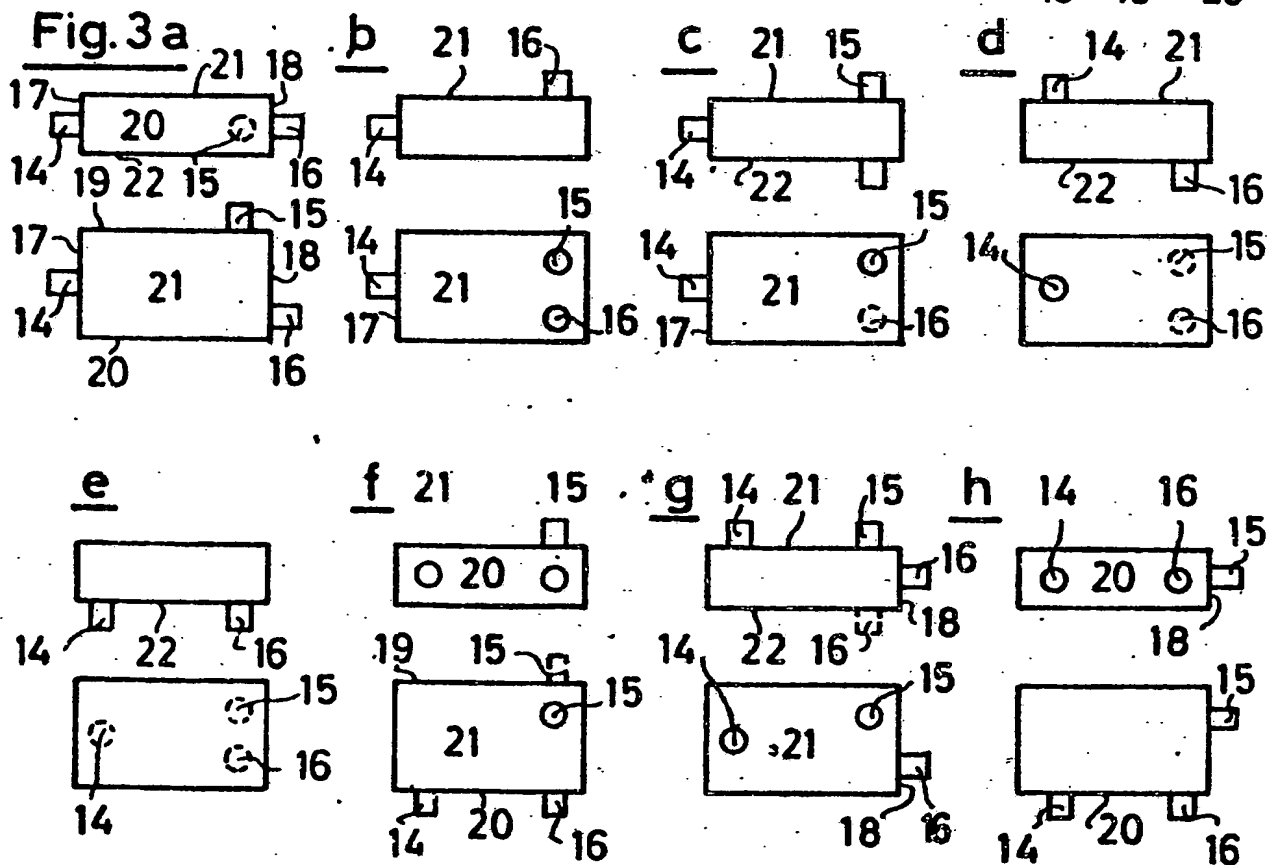 Fig. 3 a b c d
21 18 21 16 21 15 14 21
17 20
14 22 15 16 14 14 22 22 16
19 15 15 15 15
17 18 14 14 14
21 21 21 16
14 17 16 17 16
20 16
e f 21 15 g 14 21 15 h 14 16
20 16 20 15
14 22 16 19 15 22 16 18 18
15 15 14 15 15
21 21
16
14 14 20 16 18 16 14 20 16